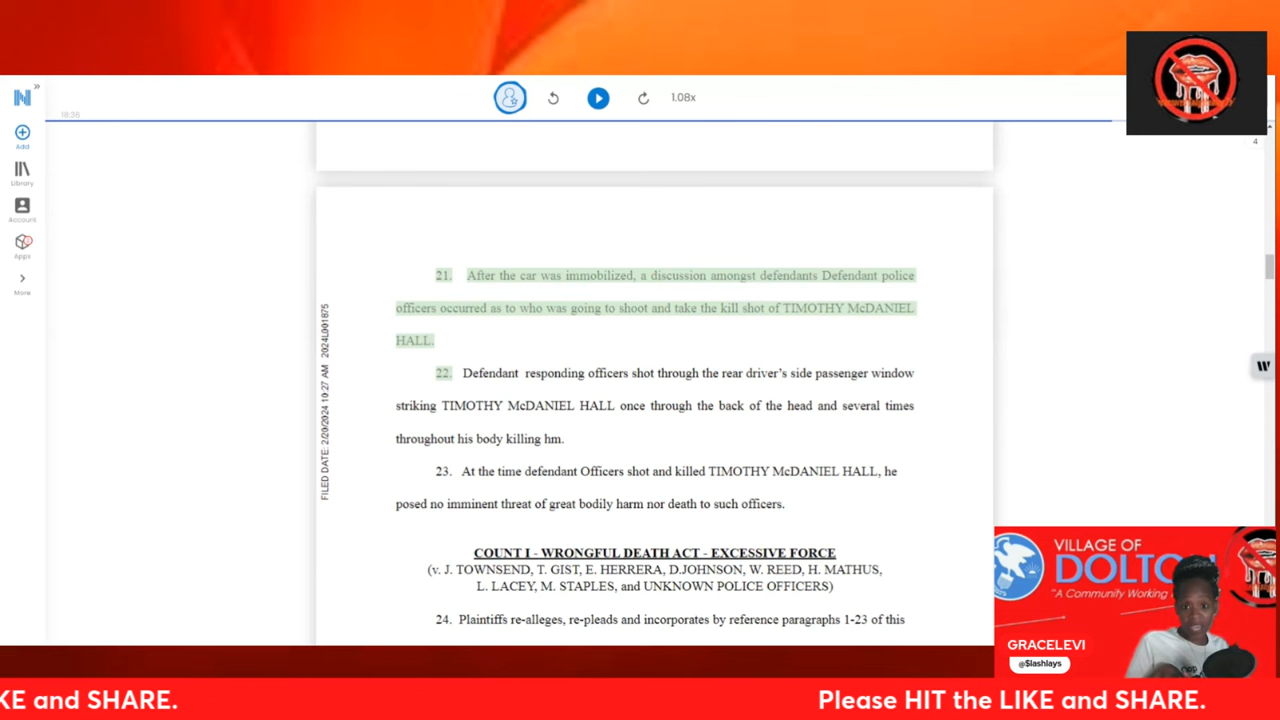 18:36
1.08x
Add
Library
Account
Apps
More
4
21. After the car was immobilized, a discussion amongst defendants Defendant police
officers occurred as to who was going to shoot and take the kill shot of TIMOTHY McDANIEL
HALL.
22. Defendant responding officers shot through the rear driver's side passenger window
striking TIMOTHY McDANIEL HALL once through the back of the head and several times
throughout his body killing hm.
23. At the time defendant Officers shot and killed TIMOTHY McDANIEL HALL, he
posed no imminent threat of great bodily harm nor death to such officers.
COUNT I - WRONGFUL DEATH ACT - EXCESSIVE FORCE
(v. J. TOWNSEND, T. GIST, E. HERRERA, D.JOHNSON, W. REED, H. MATHUS,
L. LACEY, M. STAPLES, and UNKNOWN POLICE OFFICERS)
24. Plaintiffs re-alleges, re-pleads and incorporates by reference paragraphs 1-23 of this
FILED DATE: 2/20/2024 10:27 AM 2024L001875
W
VILLAGE OF
DOLTON
"A Community Working
GRACELEVI
@$lashlays
KE and SHARE.
Please HIT the LIKE and SHARE.